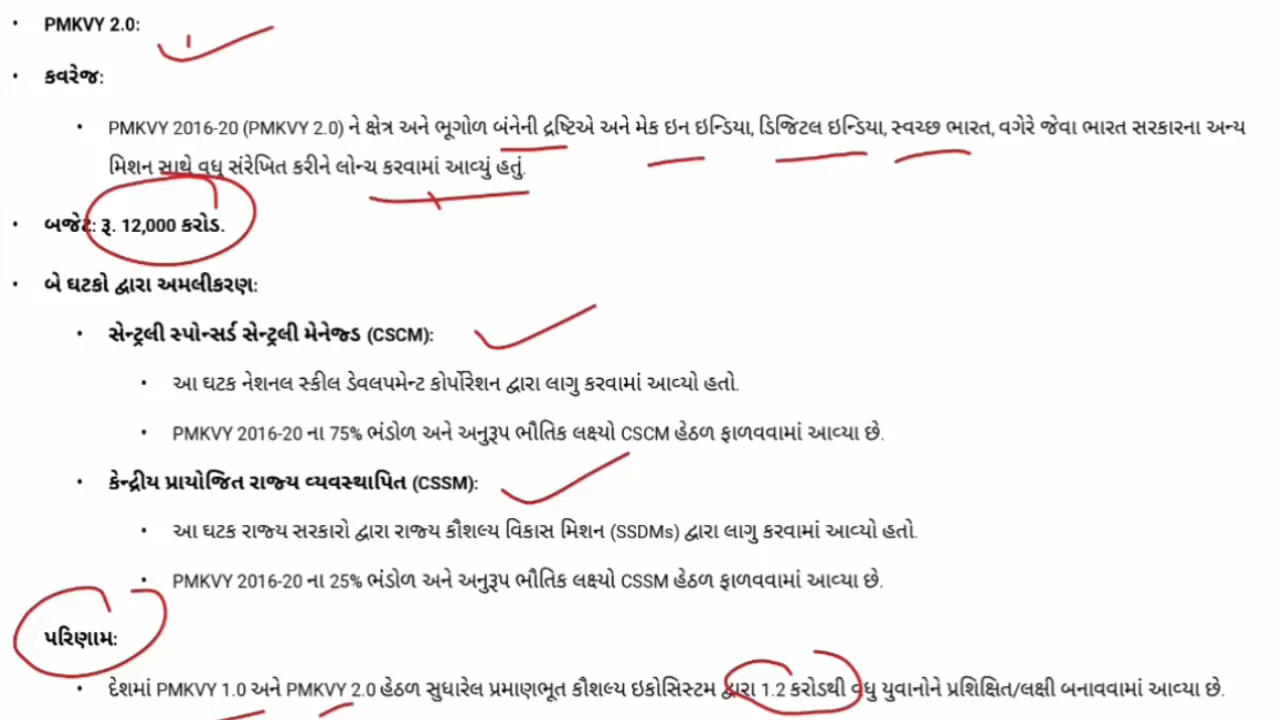 • PMKVY 2.0:
• કવરેજ:
• PMKVY 2016-20 (PMKVY 2.0) ને ક્ષેત્ર અને ભૂગોળ બંનેની દ્રષ્ટિએ અને મેક ઇન ઇન્ડિયા, ડિજિટલ ઇન્ડિયા, સ્વચ્છ ભારત, વગેરે જેવા ભારત સરકારના અન્ય
મિશન સાથે વધુ સંરેખિત કરીને લોન્ચ કરવામાં આવ્યું હતું.
• બજેટ: રૂ. 12,000 કરોડ.
• બે ઘટકો દ્વારા અમલીકરણ:
• સેન્ટ્રલી સ્પોન્સર્ડ સેન્ટ્રલી મેનેજ્ડ (CSCM):
• આ ઘટક નેશનલ સ્કીલ ડેવલપમેન્ટ કોર્પોરેશન દ્વારા લાગુ કરવામાં આવ્યો હતો.
• PMKVY 2016-20 ના 75% ભંડોળ અને અનુરૂપ ભૌતિક લક્ષ્યો CSCM હેઠળ ફાળવવામાં આવ્યા છે.
• કેન્દ્રીય પ્રાયોજિત રાજ્ય વ્યવસ્થાપિત (CSSM):
• આ ઘટક રાજ્ય સરકારો દ્વારા રાજ્ય કૌશલ્ય વિકાસ મિશન (SSDMs) દ્વારા લાગુ કરવામાં આવ્યો હતો.
• PMKVY 2016-20 ના 25% ભંડોળ અને અનુરૂપ ભૌતિક લક્ષ્યો CSSM હેઠળ ફાળવવામાં આવ્યા છે.
પરિણામ:
• દેશમાં PMKVY 1.0 અને PMKVY 2.0 હેઠળ સુધારેલ પ્રમાણભૂત કૌશલ્ય ઇકોસિસ્ટમ દ્વારા 1.2 કરોડથી વધુ યુવાનોને પ્રશિક્ષિત/લક્ષી બનાવવામાં આવ્યા છે.